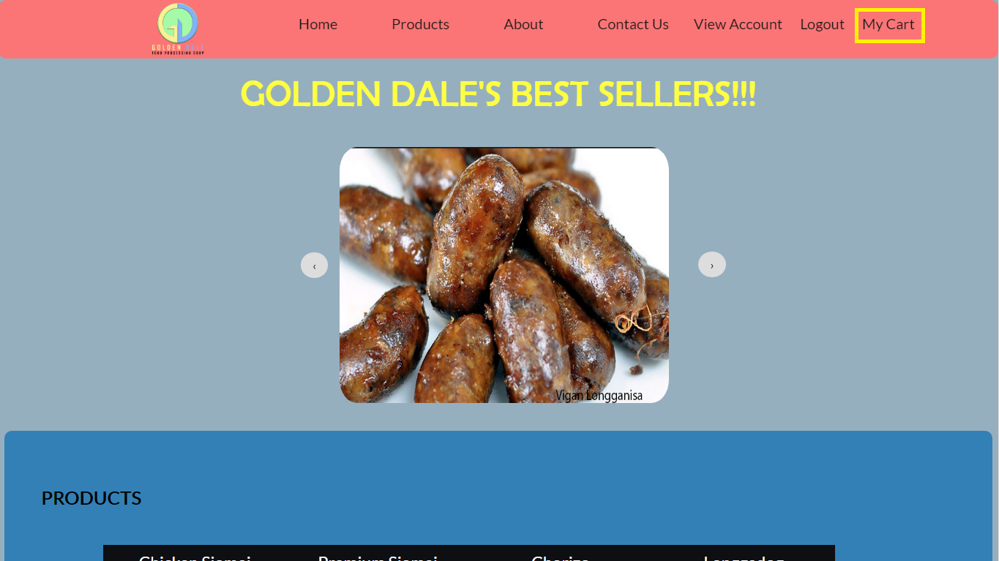 GOLDEN DALE
FOOD PROCESSING CORP
Home Products About Contact Us View Account Logout My Cart
GOLDEN DALE'S BEST SELLERS!!!
‹ ›
Vigan Longganisa
PRODUCTS
Chicken Siomai Premium Siomai Chorizo Longgadog